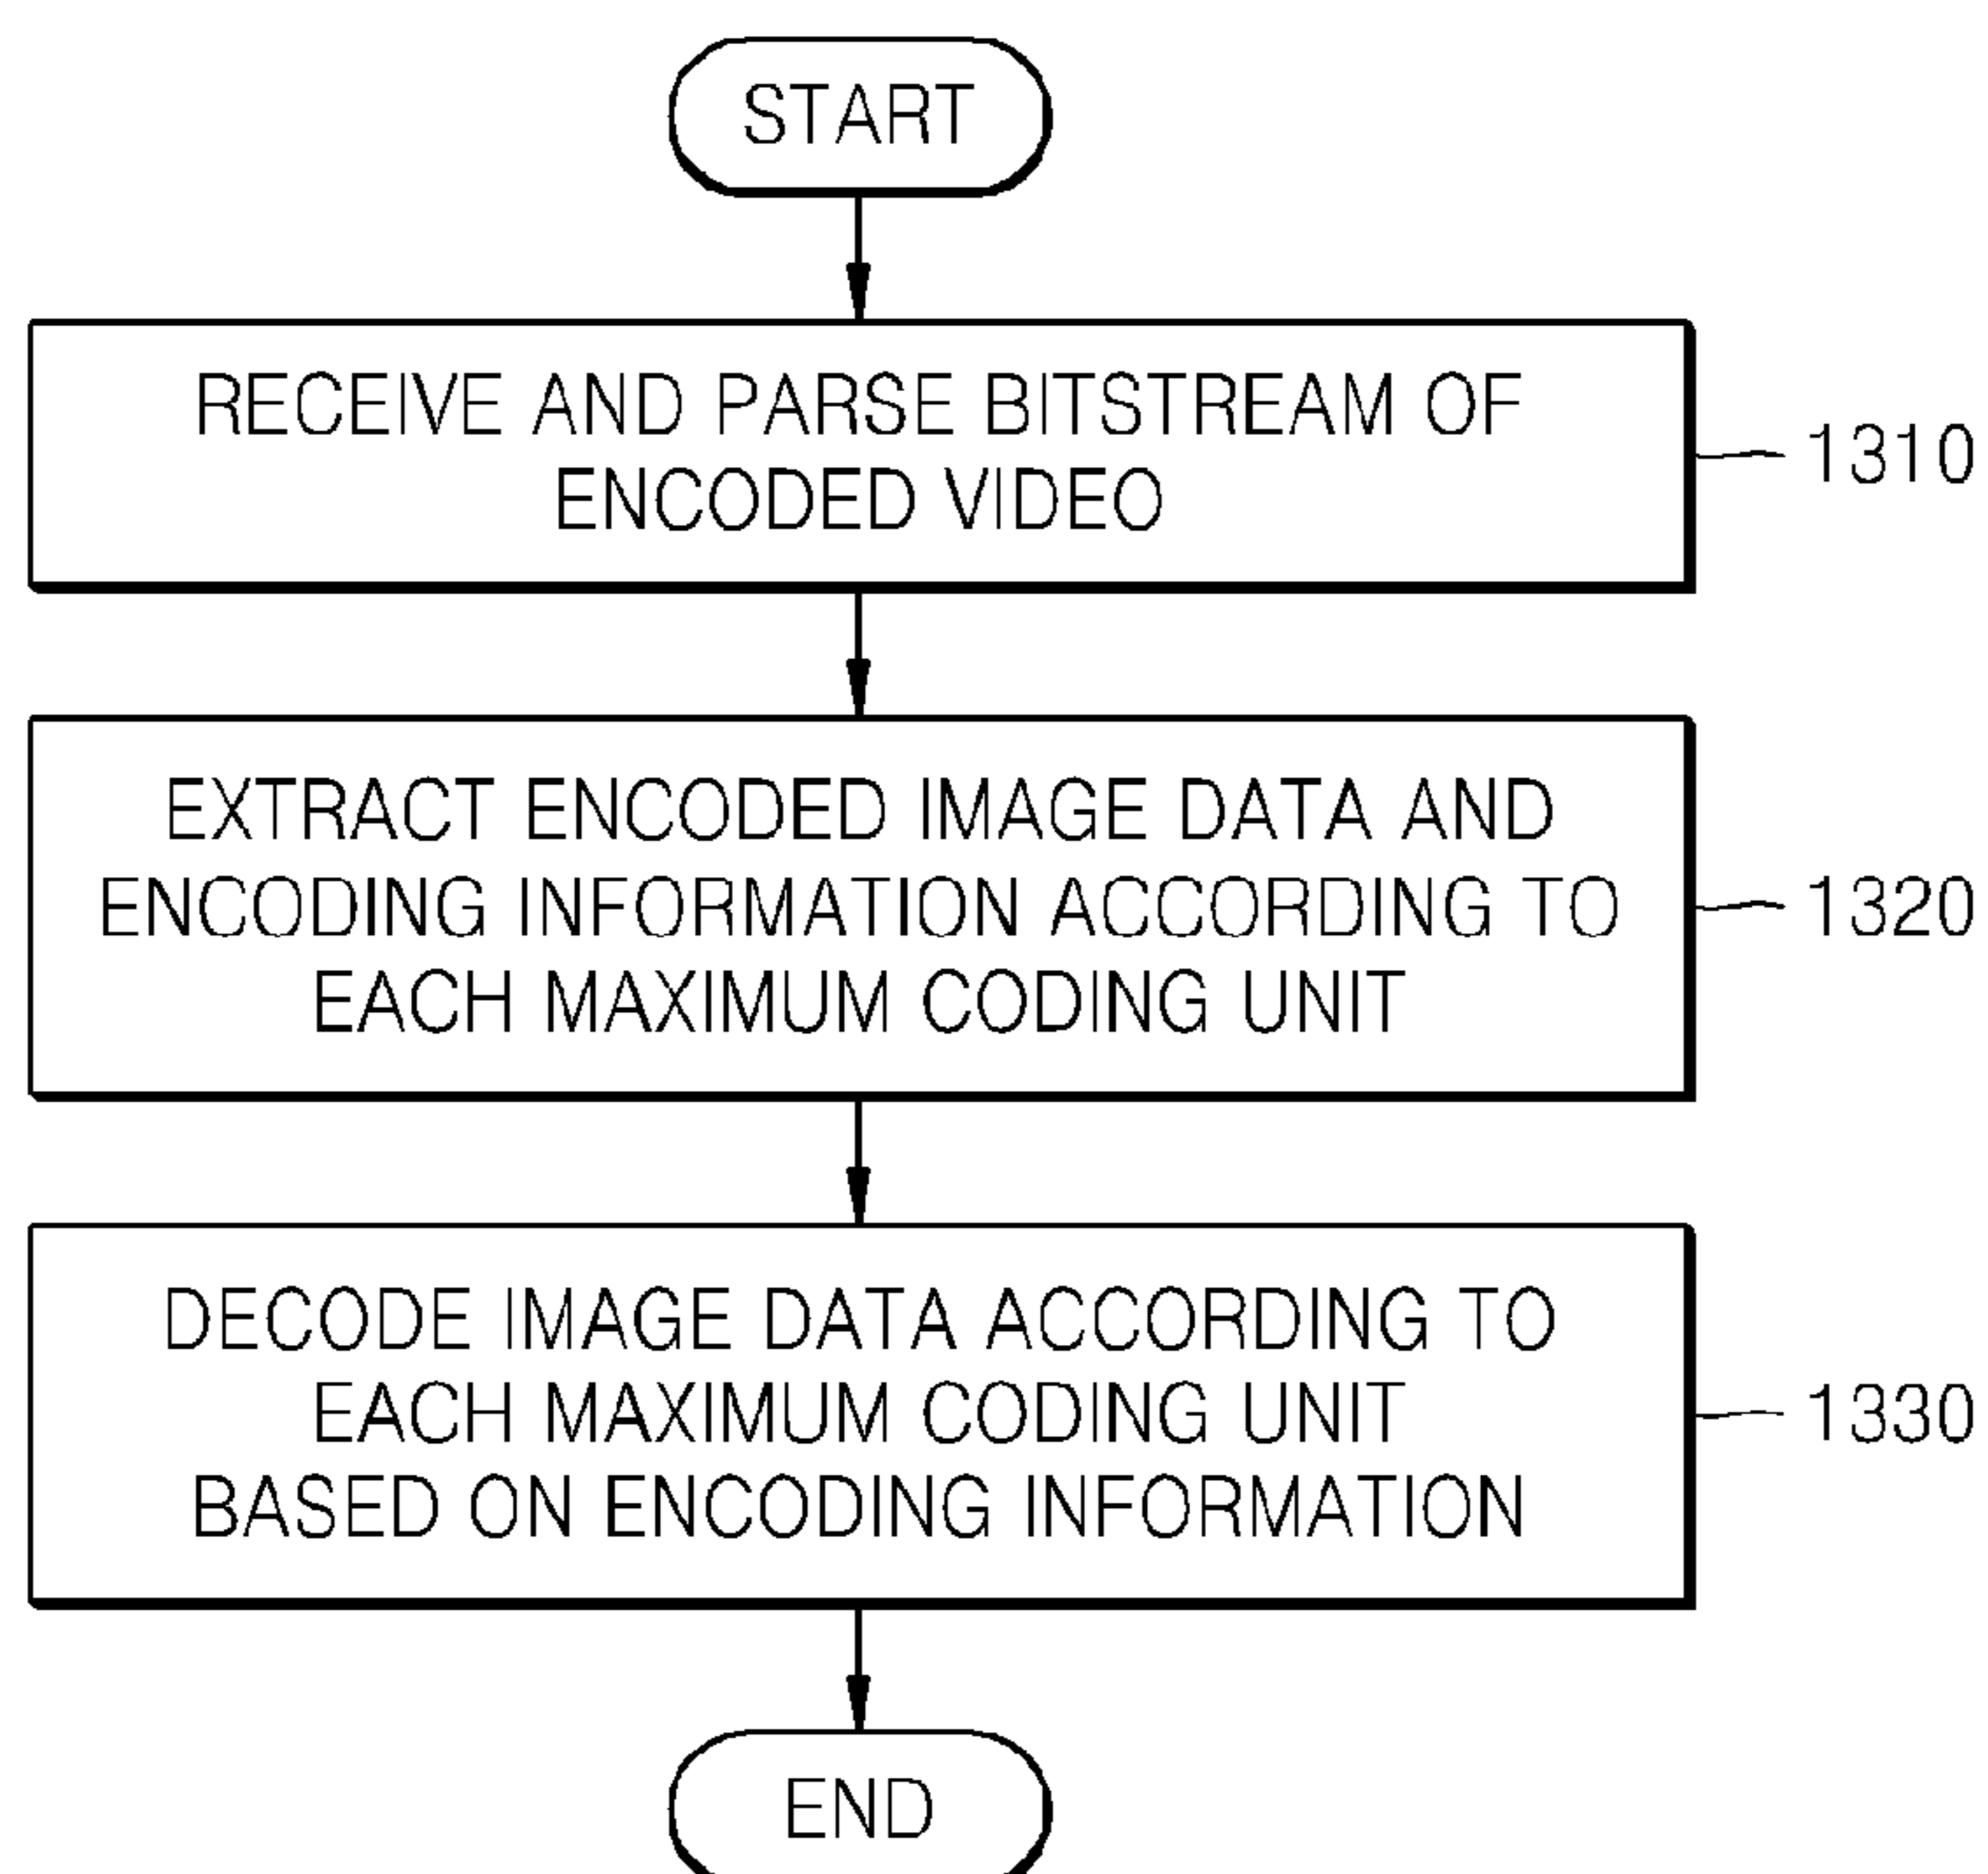 START
RECEIVE AND PARSE BITSTREAM OF
ENCODED VIDEO
1310
EXTRACT ENCODED IMAGE DATA AND
ENCODING INFORMATION ACCORDING TO
EACH MAXIMUM CODING UNIT
1320
DECODE IMAGE DATA ACCORDING TO
EACH MAXIMUM CODING UNIT
BASED ON ENCODING INFORMATION
1330
END